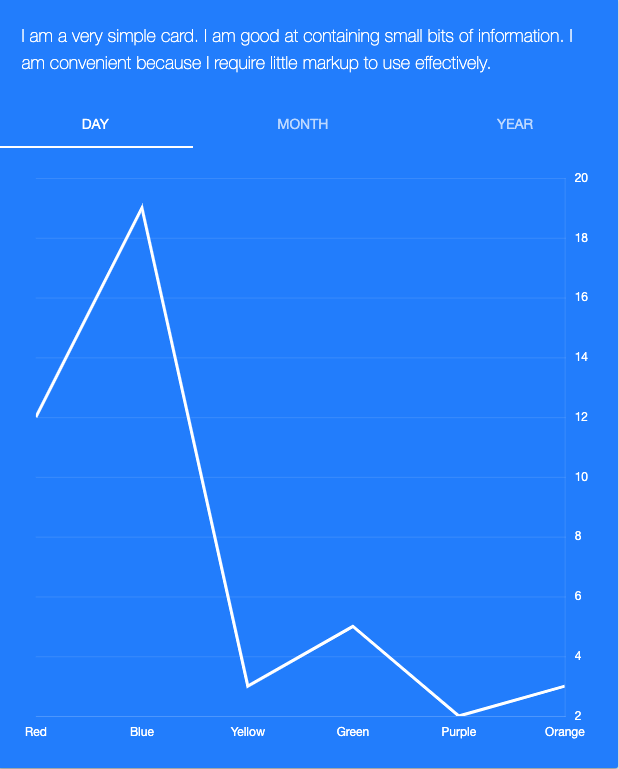 I am a very simple card. I am good at containing small bits of information. I
am convenient because I require little markup to use effectively.
DAY MONTH YEAR
20
18
16
14
12
10
8
6
4
2
Red Blue Yellow Green Purple Orange